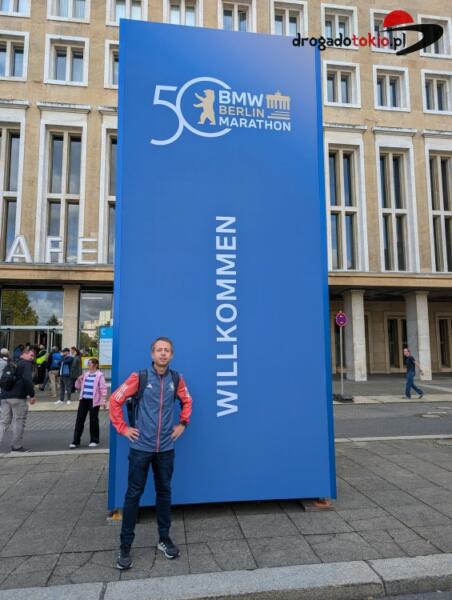 drogadotokio.pl
50
BMW
BERLIN
MARATHON
WILLKOMMEN
AFE